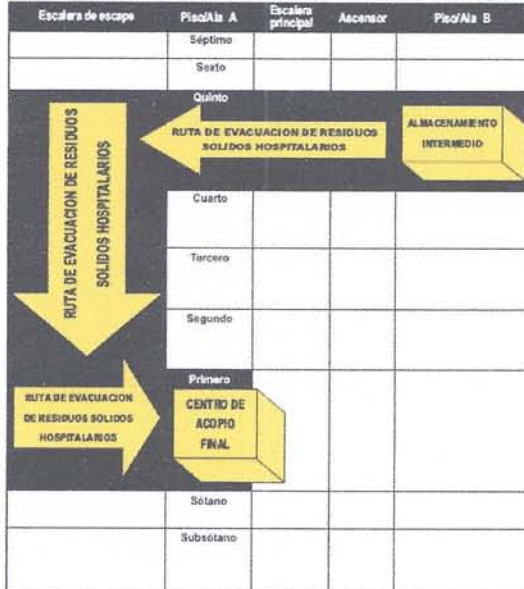 Escalera de escape Piso/Ala A Escalera principal Ascensor Piso/Ala B
Séptimo
Sexto
Quinto
RUTA DE EVACUACION DE RESIDUOS
SOLIDOS HOSPITALARIOS
ALMACENAMIENTO
INTERMEDIO
RUTA DE EVACUACION DE RESIDUOS
SOLIDOS HOSPITALARIOS
Cuarto
Tercero
Segundo
Primero
RUTA DE EVACUACION
DE RESIDUOS SOLIDOS
HOSPITALARIOS
CENTRO DE
ACOPIO
FINAL
Sótano
Subsótano